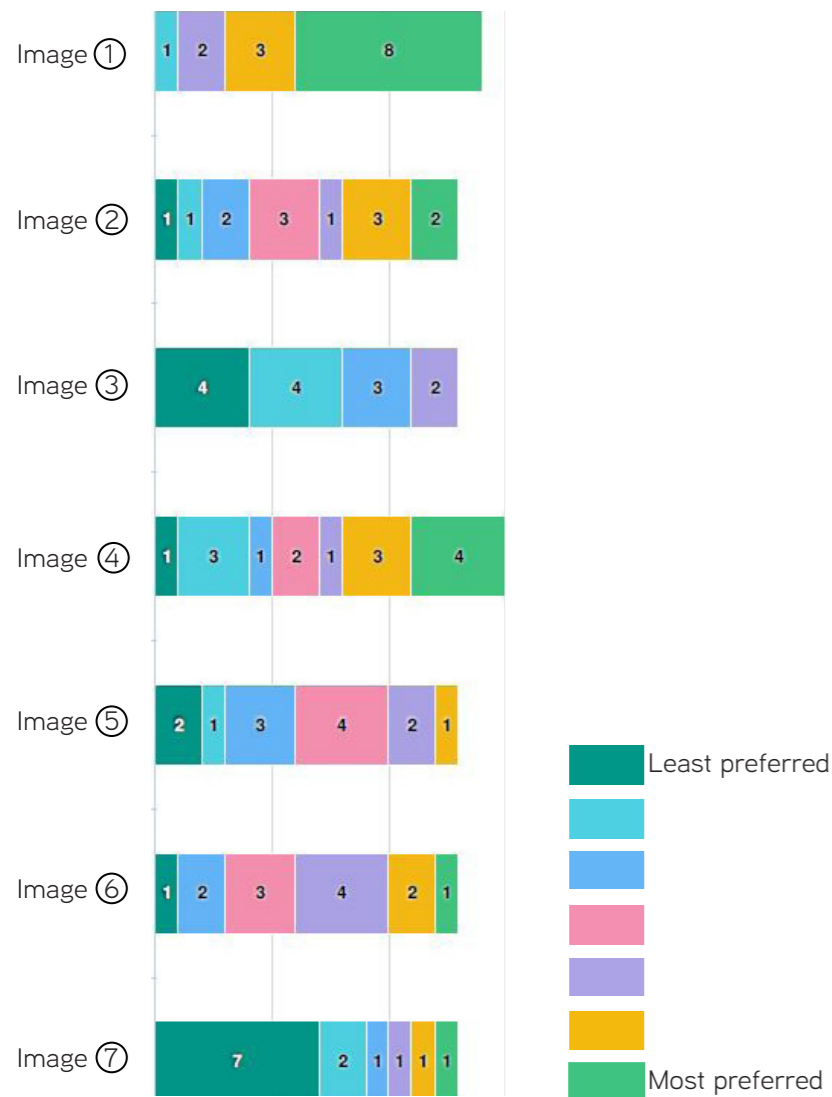 Image ① 1 2 3 8
Image ② 1 1 2 3 1 3 2
Image ③ 4 4 3 2
Image ④ 1 3 1 2 1 3 4
Image ⑤ 2 1 3 4 2 1
Least preferred
Image ⑥ 1 2 3 4 2 1
Image ⑦ 7 2 1 1 1 1
Most preferred